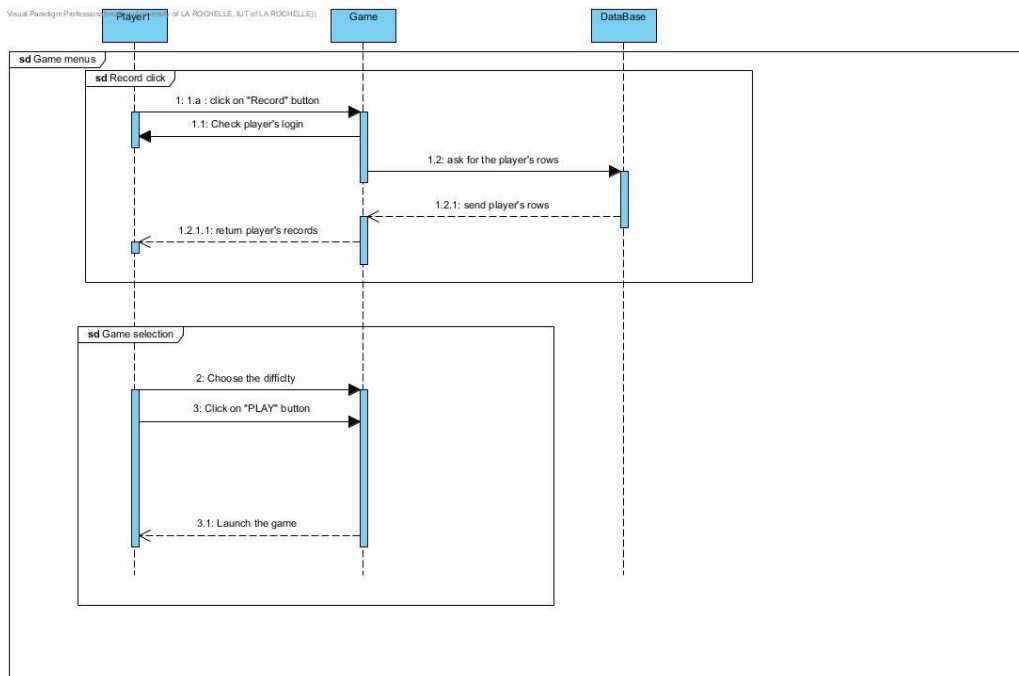 Visual Paradigm Professional of LA ROCHELLE, IUT of LA ROCHELLE))
Player1
Game
DataBase
sd Game menus
sd Record click
1: 1.a : click on "Record" button
1.1: Check player's login
1.2: ask for the player's rows
1.2.1: send player's rows
1.2.1.1: return player's records
sd Game selection
2: Choose the difficlty
3: Click on "PLAY" button
3.1: Launch the game